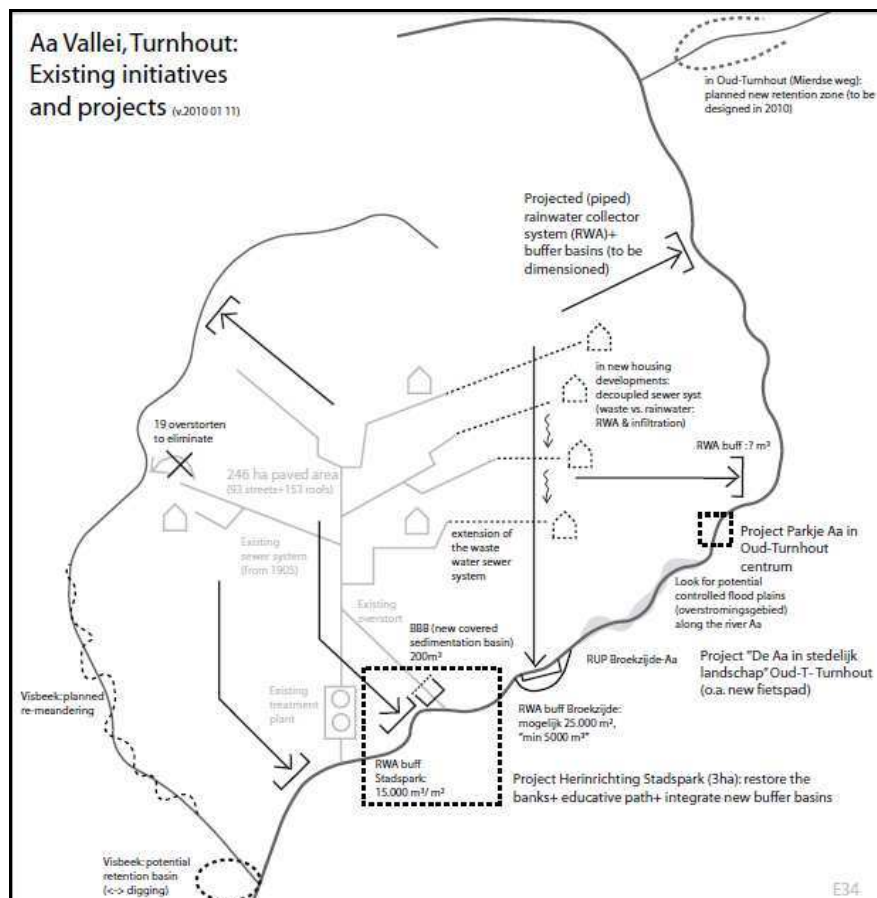 Aa Vallei, Turnhout:
Existing initiatives
and projects (v.2010 01 11)
in Oud-Turnhout (Mierdse weg):
planned new retention zone (to be
designed in 2010)
Projected (piped)
rainwater collector
system (RWA)+
buffer basins (to be
dimensioned)
in new housing
developments:
decoupled sewer syst
(waste vs. rainwater:
RWA & infiltration)
19 overstorten
to eliminate
RWA buff :? m³
246 ha paved area
(93 streets+153 roofs)
Existing
sewer system
(from 1905)
extension of
the waste
water sewer
system
Project Parkje Aa in
Oud-Turnhout
centrum
Look for potential
controlled flood plains
(overstromingsgebied)
along the river Aa
Existing
overstort
BBB (new covered
sedimentation basin)
200m³
RUP Broekzijde-Aa
Project "De Aa in stedelijk
landschap" Oud-T- Turnhout
(o.a. new fietspad)
Visbeek: planned
re-meandering
Existing
treatment
plant
RWA buff Broekzijde:
mogelijk 25.000 m²,
"min 5000 m³"
RWA buff
Stadspark:
15.000 m³/ m²
Project Herinrichting Stadspark (3ha): restore the
banks+ educative path+ integrate new buffer basins
Visbeek: potential
retention basin
(<-> digging)
E34